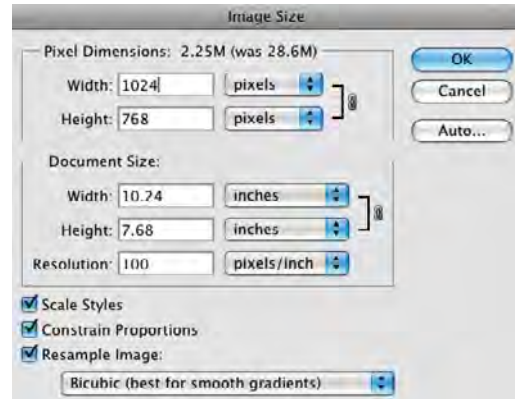 Image Size
Pixel Dimensions: 2.25M (was 28.6M)
Width: 1024 pixels
Height: 768 pixels
OK
Cancel
Auto...
Document Size:
Width: 10.24 inches
Height: 7.68 inches
Resolution: 100 pixels/inch
Scale Styles
Constrain Proportions
Resample Image:
Bicubic (best for smooth gradients)